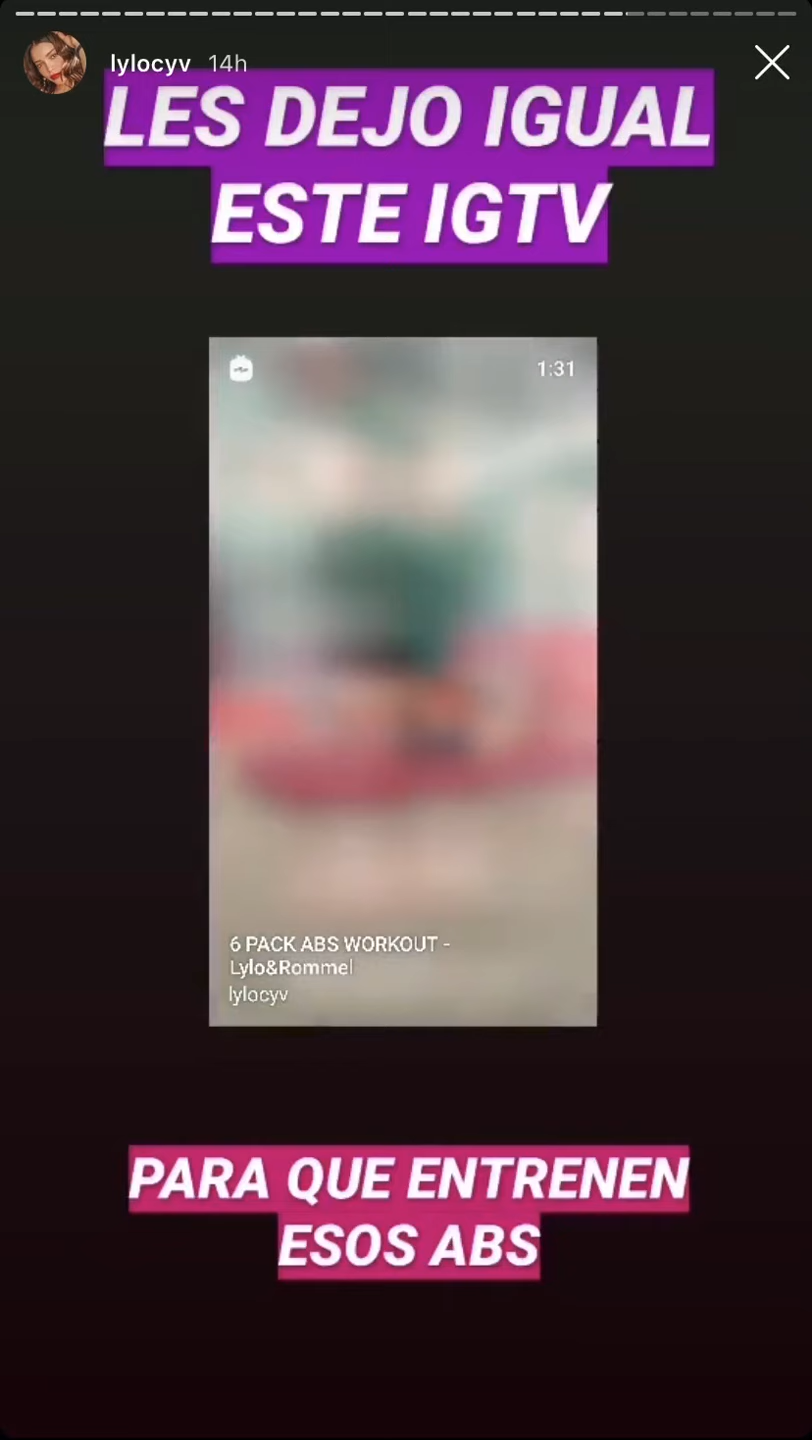 lylocyv 14h
LES DEJO IGUAL
ESTE IGTV
1:31
6 PACK ABS WORKOUT -
Lylo&Rommel
lylocyv
PARA QUE ENTRENEN
ESOS ABS